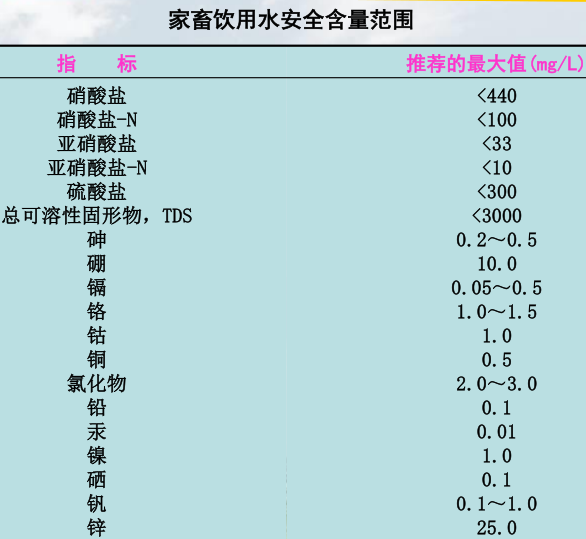 家畜饮用水安全含量范围
指 标 推荐的最大值(mg/L)
硝酸盐 <440
硝酸盐-N <100
亚硝酸盐 <33
亚硝酸盐-N <10
硫酸盐 <300
总可溶性固形物，TDS <3000
砷 0.2～0.5
硼 10.0
镉 0.05～0.5
铬 1.0～1.5
钴 1.0
铜 0.5
氯化物 2.0～3.0
铅 0.1
汞 0.01
镍 1.0
硒 0.1
钒 0.1～1.0
锌 25.0